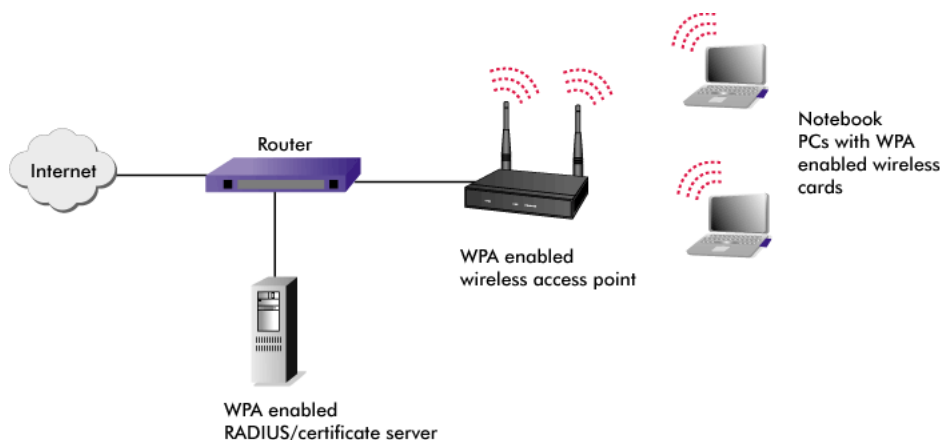 Internet
Router
WPA enabled
wireless access point
Notebook
PCs with WPA
enabled wireless
cards
WPA enabled
RADIUS/certificate server